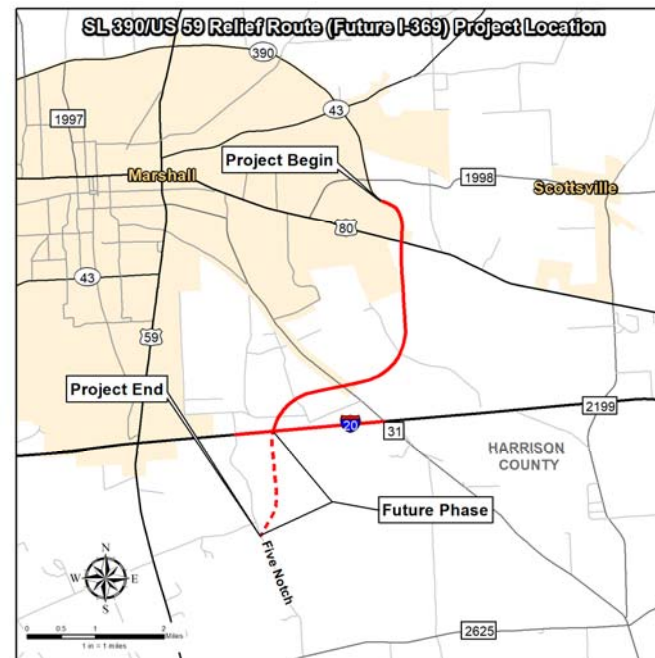 SL 390/US 59 Relief Route (Future I-369) Project Location
390
43
1997
Project Begin
Marshall
1998
Scottsville
80
43
59
Project End
2199
20
31
HARRISON
COUNTY
Future Phase
Five Notch
N
W E
S
0 0.5 1 2
Miles
1 in = 1 miles
2625